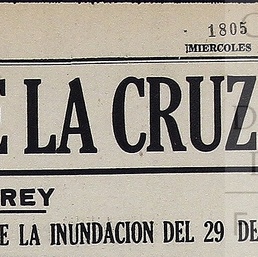 - 1805
MIERCOLES
E LA CRUZ
REY
E LA INUNDACION DEL 29 DE